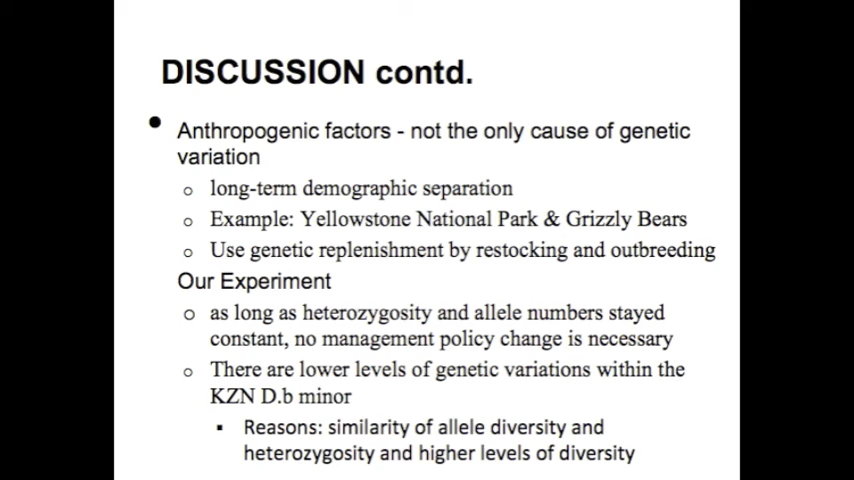 DISCUSSION contd.
Anthropogenic factors - not the only cause of genetic
variation
long-term demographic separation
Example: Yellowstone National Park & Grizzly Bears
Use genetic replenishment by restocking and outbreeding
Our Experiment
as long as heterozygosity and allele numbers stayed
constant, no management policy change is necessary
There are lower levels of genetic variations within the
KZN D.b minor
Reasons: similarity of allele diversity and
heterozygosity and higher levels of diversity